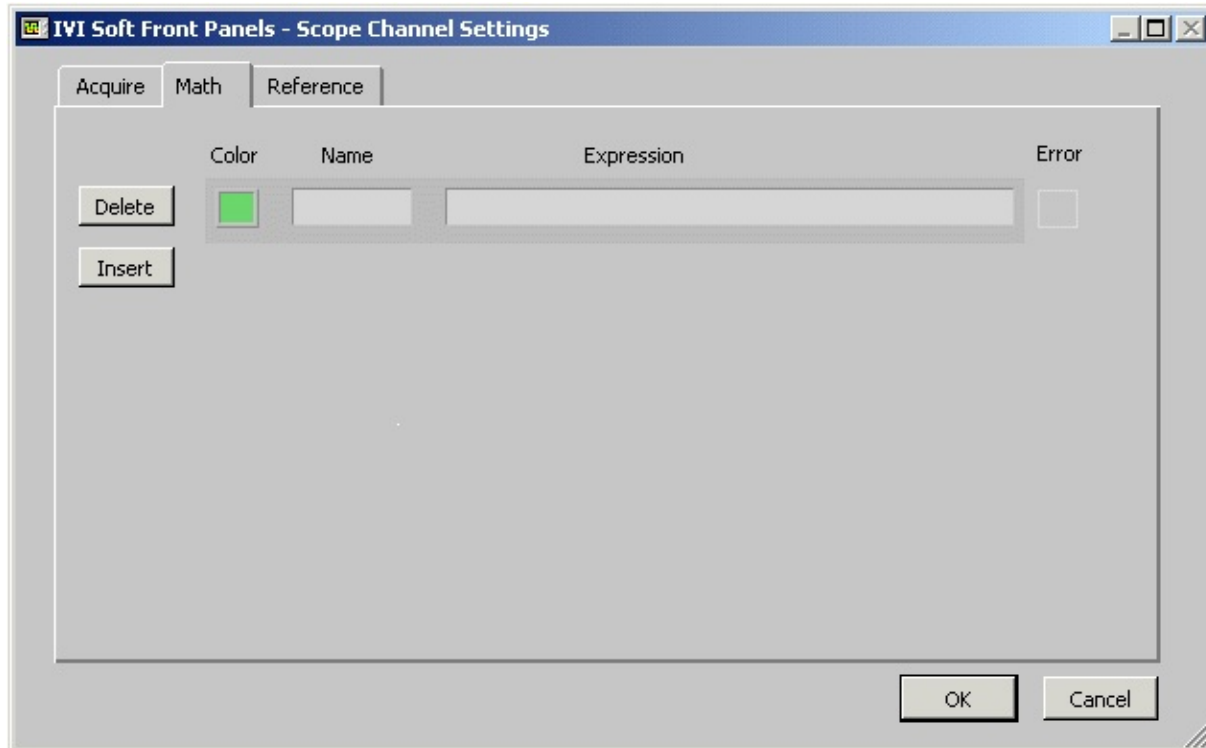 IVI Soft Front Panels - Scope Channel Settings
Acquire Math Reference
Color Name Expression Error
Delete
Insert
OK Cancel